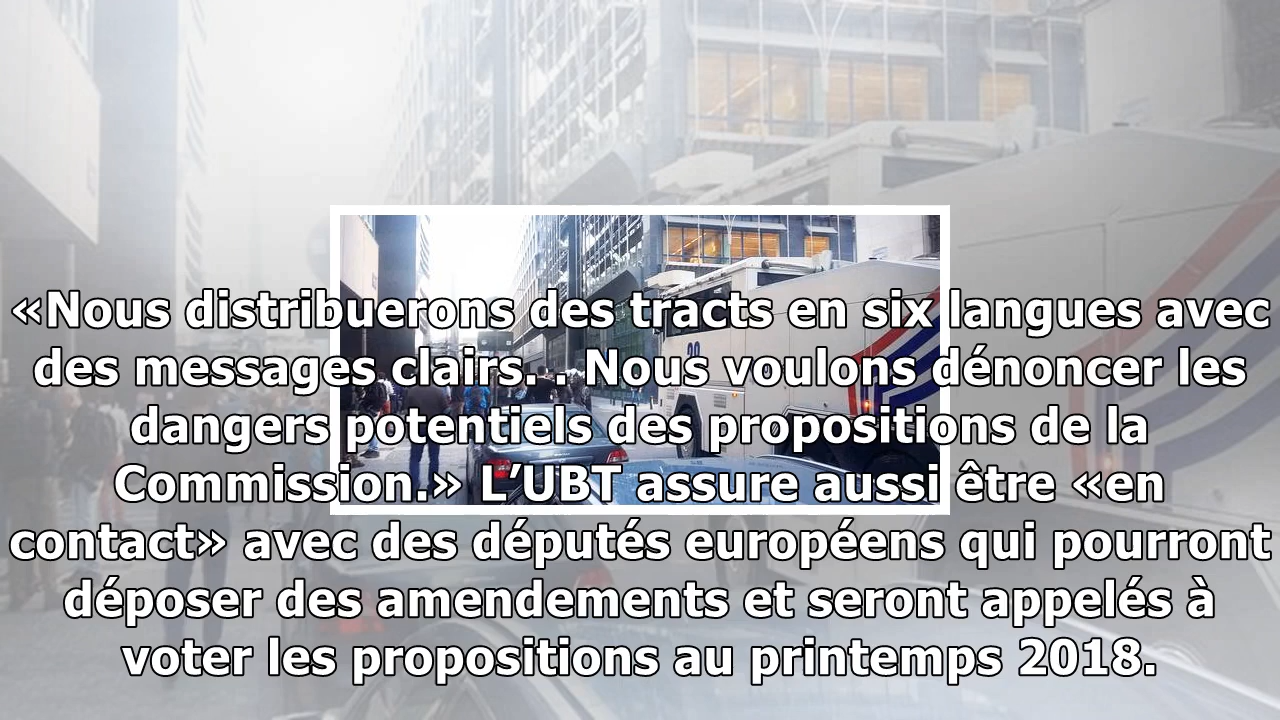 «Nous distribuerons des tracts en six langues avec
des messages clairs. . Nous voulons dénoncer les
dangers potentiels des propositions de la
Commission.» L’UBT assure aussi être «en
contact» avec des députés européens qui pourront
déposer des amendements et seront appelés à
voter les propositions au printemps 2018.